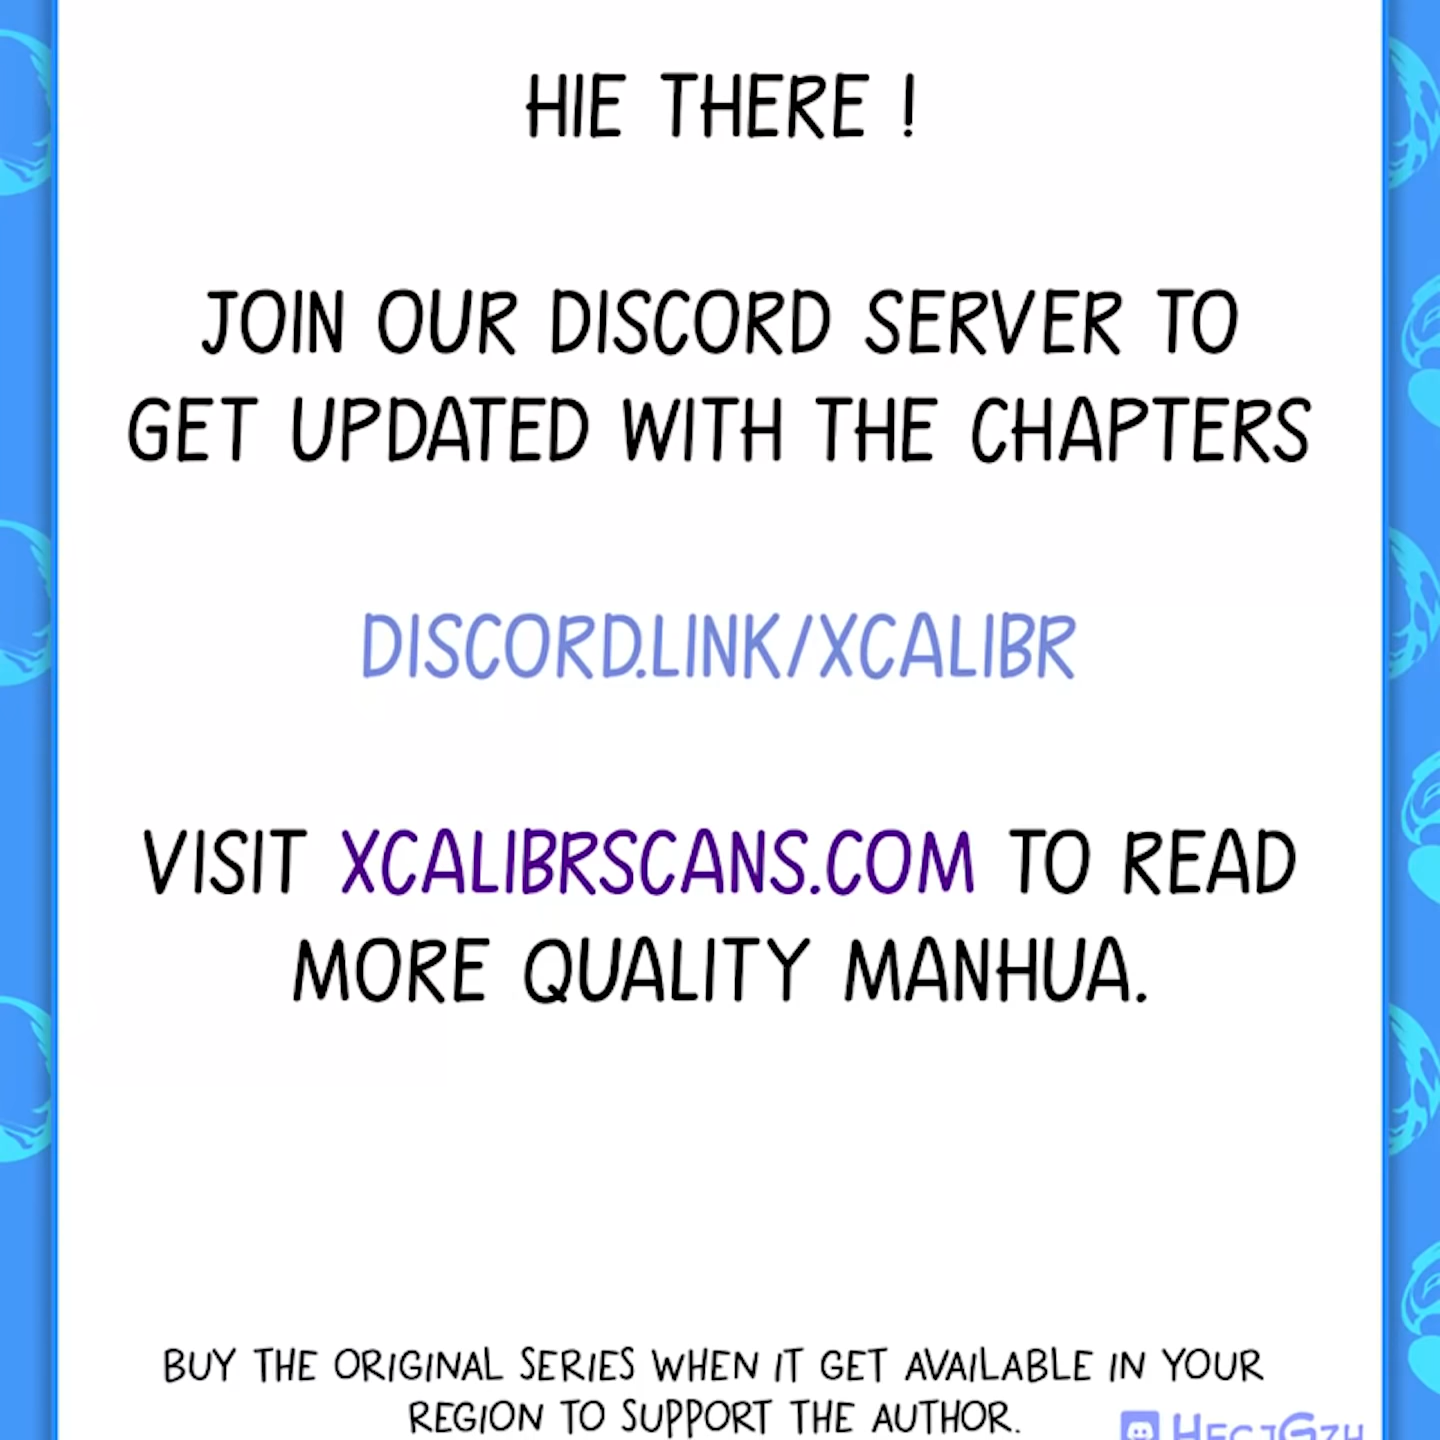 HIE THERE !
JOIN OUR DISCORD SERVER TO
GET UPDATED WITH THE CHAPTERS
DISCORD.LINK/XCALIBR
VISIT XCALIBRSCANS.COM TO READ
MORE QUALITY MANHUA.
BUY THE ORIGINAL SERIES WHEN IT GET AVAILABLE IN YOUR
REGION TO SUPPORT THE AUTHOR.